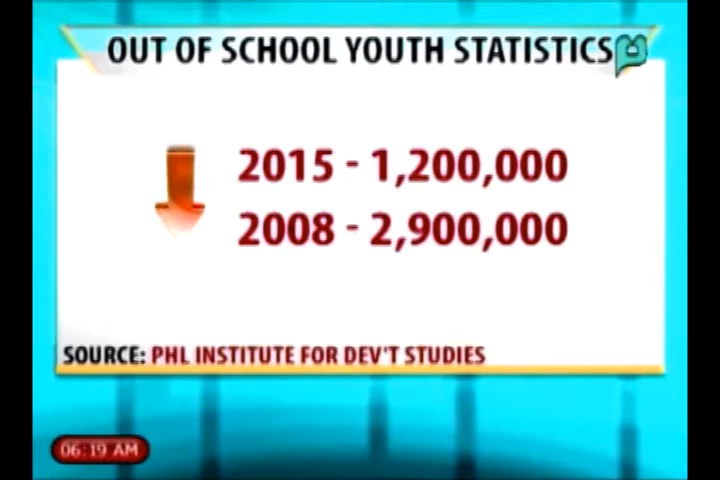 OUT OF SCHOOL YOUTH STATISTICS
2015 - 1,200,000
2008 - 2,900,000
SOURCE: PHL INSTITUTE FOR DEV'T STUDIES
06:19 AM